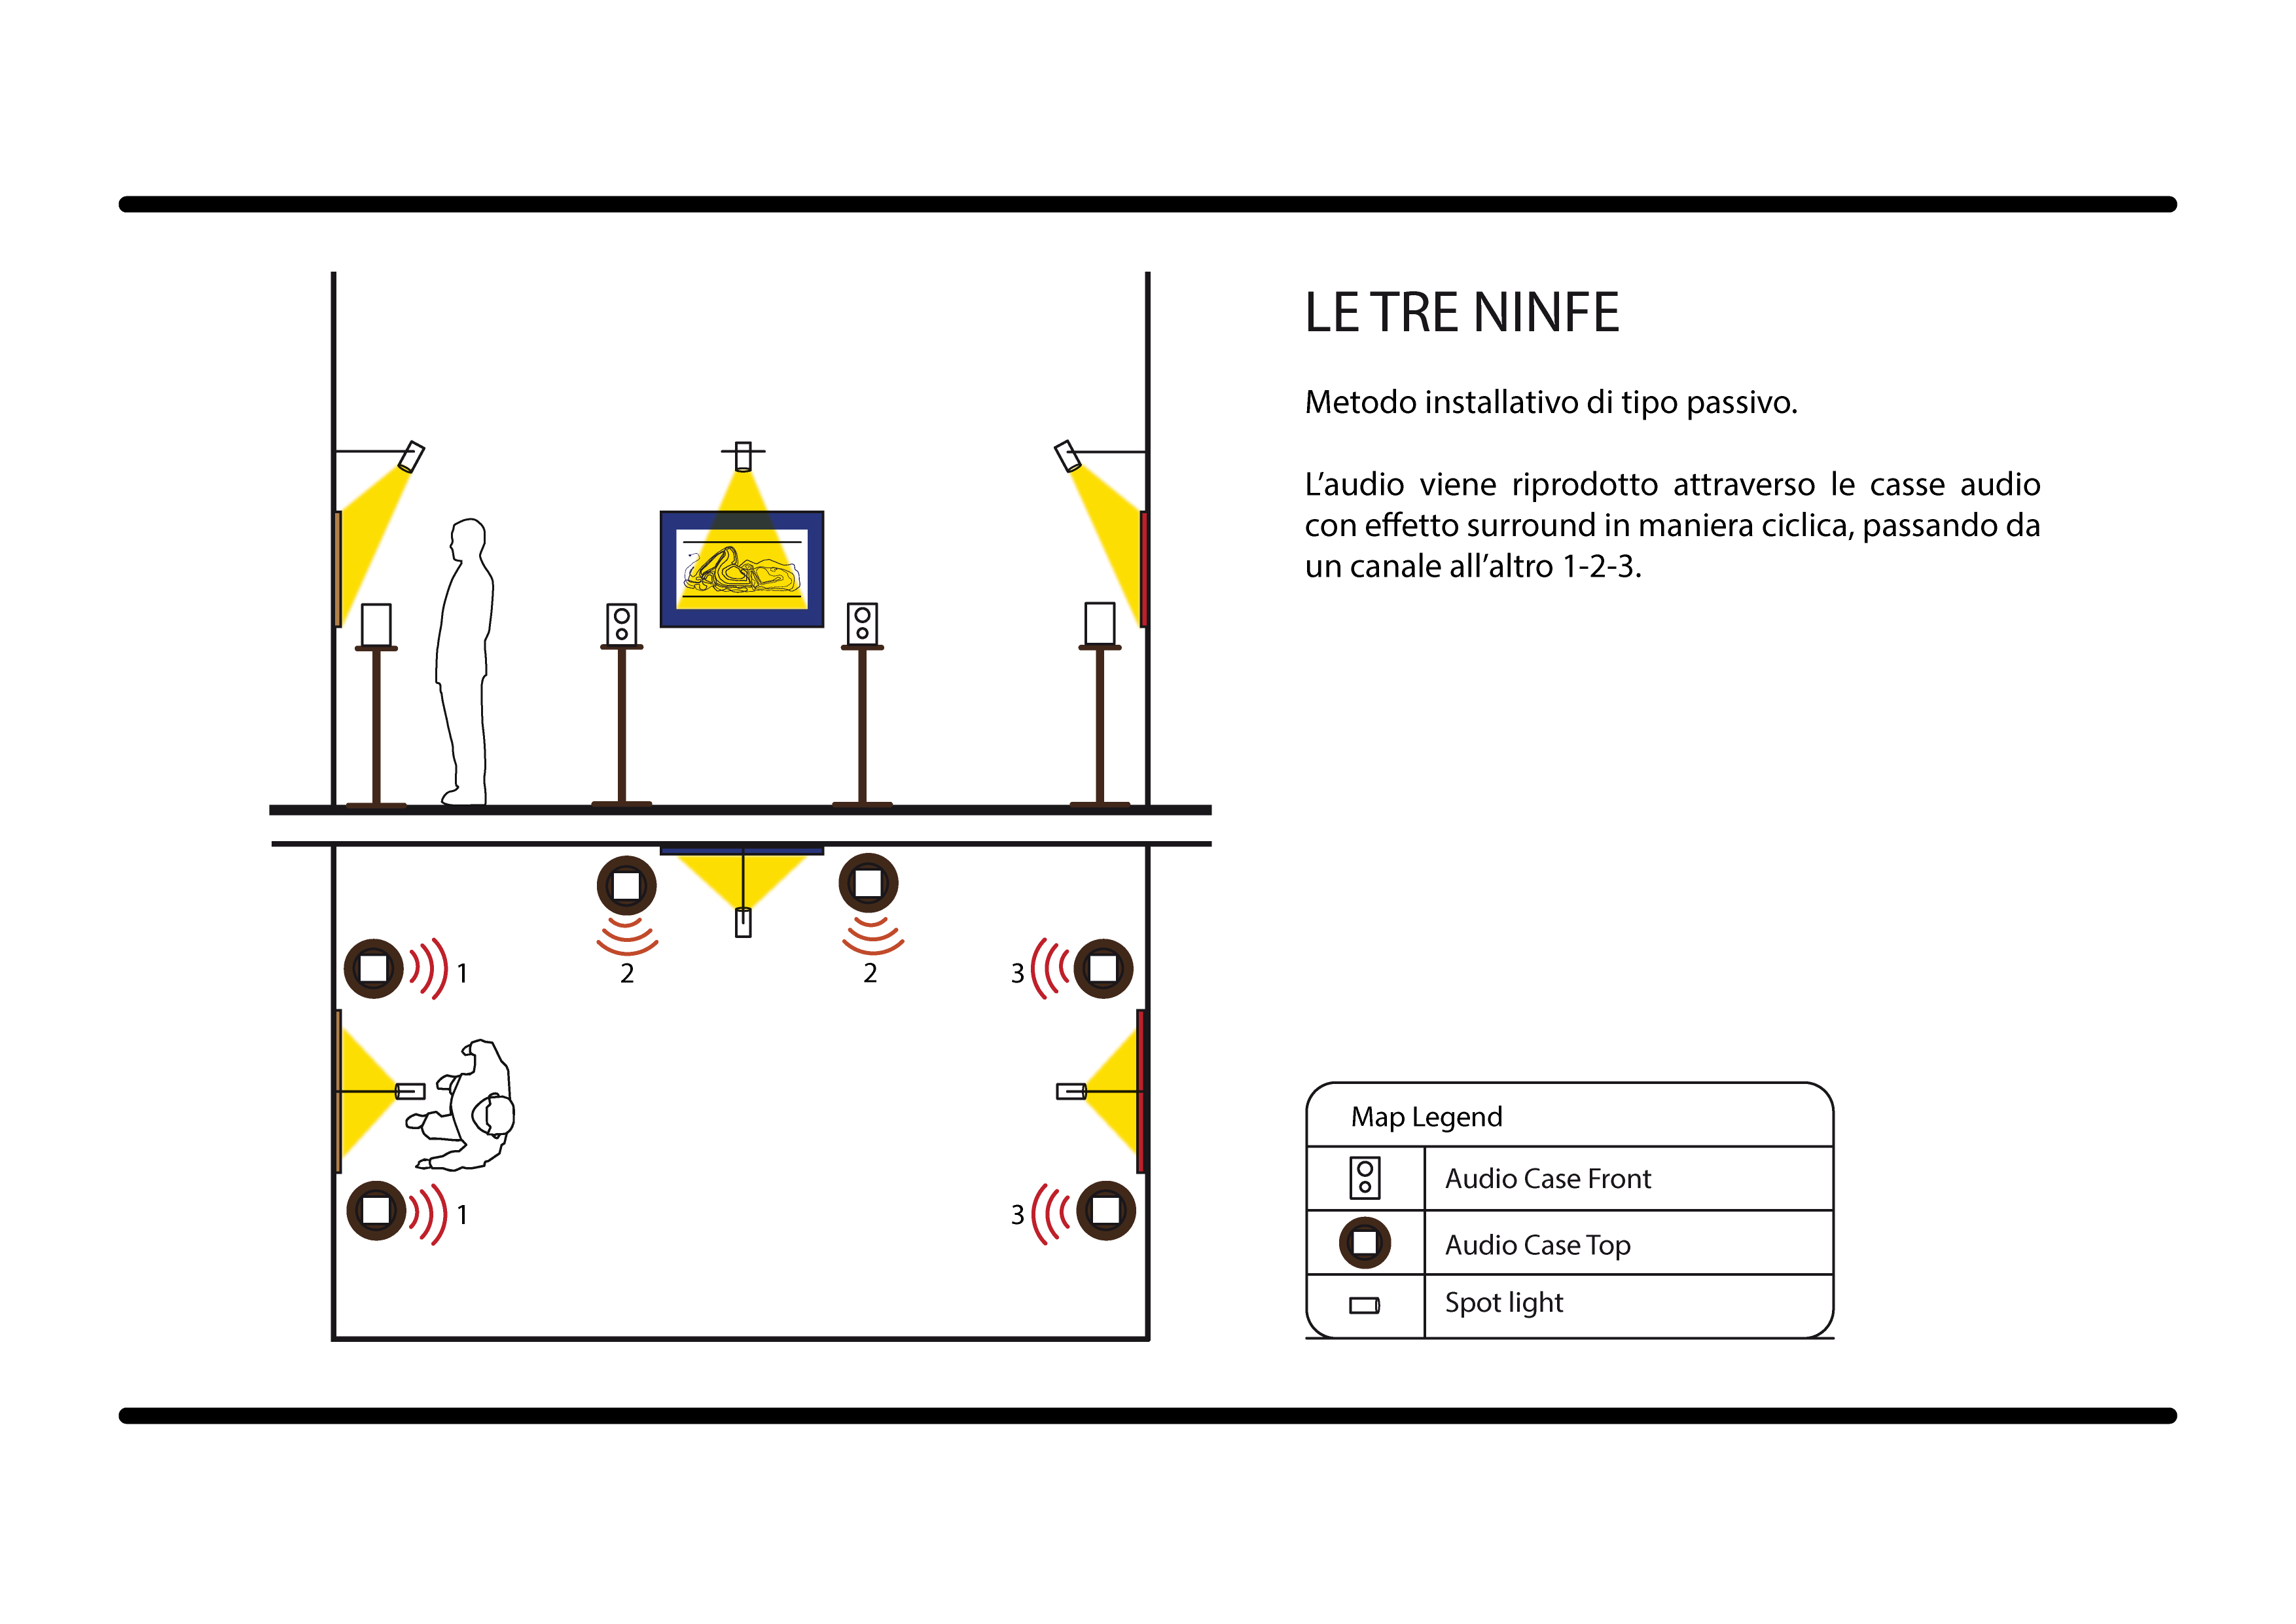 LE TRE NINFE
Metodo installativo di tipo passivo.
L'audio viene riprodotto attraverso le casse audio
con effetto surround in maniera ciclica, passando da
un canale all'altro 1-2-3.
2
2
1
3
1
3
Map Legend
Audio Case Front
Audio Case Top
Spot light